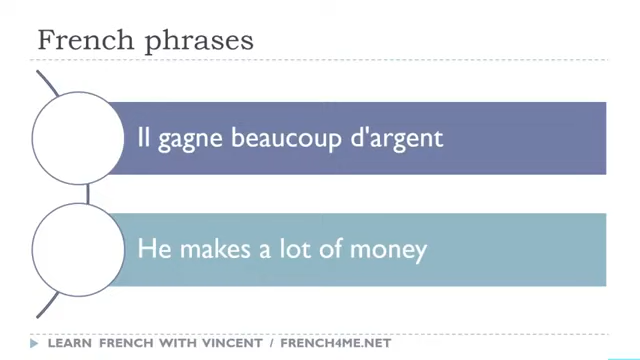 French phrases
Il gagne beaucoup d'argent
He makes a lot of money
LEARN FRENCH WITH VINCENT / FRENCH4ME.NET